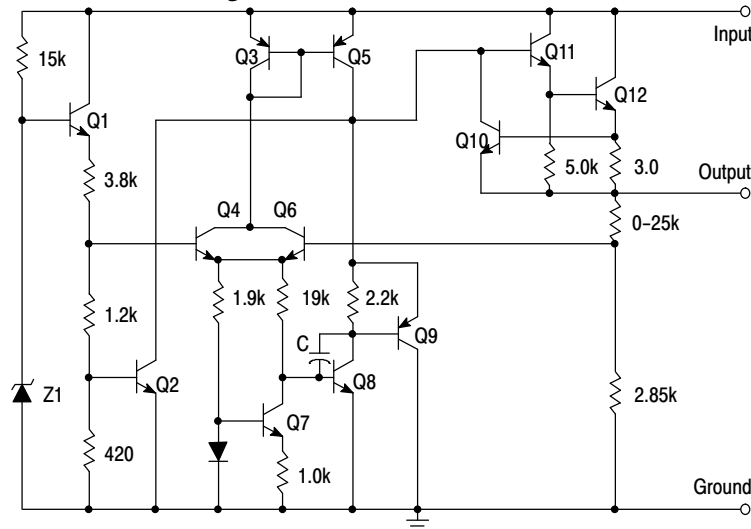 Input
15k
Q3
Q5
Q11
Q12
Q1
Q10
3.8k
5.0k
3.0
Output
0–25k
Q4
Q6
1.9k
19k
2.2k
1.2k
C
Q9
Z1
Q2
Q8
2.85k
Q7
420
1.0k
Ground